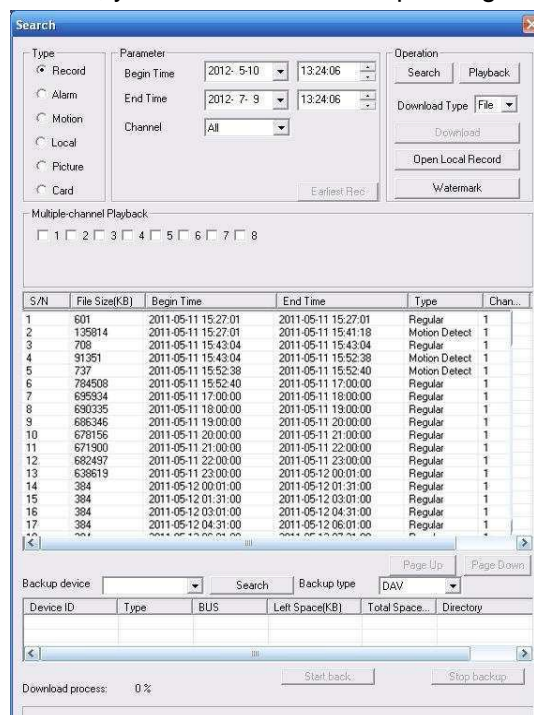 Search
Type
Parameter
Operation
Record
Begin Time 2012- 5-10 13:24:06
Search Playback
Alarm
End Time 2012- 7- 9 13:24:06
Download Type File
Motion
Channel All
Download
Local
Open Local Record
Picture
Card
Earliest Rec
Watermark
Multiple-channel Playback
1 2 3 4 5 6 7 8
S/N File Size(KB) Begin Time End Time Type Chan...
1 601 2011-05-11 15:27:01 2011-05-11 15:27:01 Regular 1
2 135814 2011-05-11 15:27:01 2011-05-11 15:41:18 Motion Detect 1
3 708 2011-05-11 15:43:04 2011-05-11 15:43:04 Regular 1
4 91351 2011-05-11 15:43:04 2011-05-11 15:52:38 Motion Detect 1
5 737 2011-05-11 15:52:38 2011-05-11 15:52:40 Motion Detect 1
6 784508 2011-05-11 15:52:40 2011-05-11 17:00:00 Regular 1
7 695934 2011-05-11 17:00:00 2011-05-11 18:00:00 Regular 1
8 690335 2011-05-11 18:00:00 2011-05-11 19:00:00 Regular 1
9 686346 2011-05-11 19:00:00 2011-05-11 20:00:00 Regular 1
10 678156 2011-05-11 20:00:00 2011-05-11 21:00:00 Regular 1
11 671900 2011-05-11 21:00:00 2011-05-11 22:00:00 Regular 1
12 682497 2011-05-11 22:00:00 2011-05-11 23:00:00 Regular 1
13 638619 2011-05-11 23:00:00 2011-05-12 00:01:00 Regular 1
14 384 2011-05-12 00:01:00 2011-05-12 01:31:00 Regular 1
15 384 2011-05-12 01:31:00 2011-05-12 03:01:00 Regular 1
16 384 2011-05-12 03:01:00 2011-05-12 04:31:00 Regular 1
17 384 2011-05-12 04:31:00 2011-05-12 06:01:00 Regular 1
Page Up Page Down
Backup device Search Backup type DAV
Device ID Type BUS Left Space(KB) Total Space... Directory
Start back Stop backup
Download process: 0 %